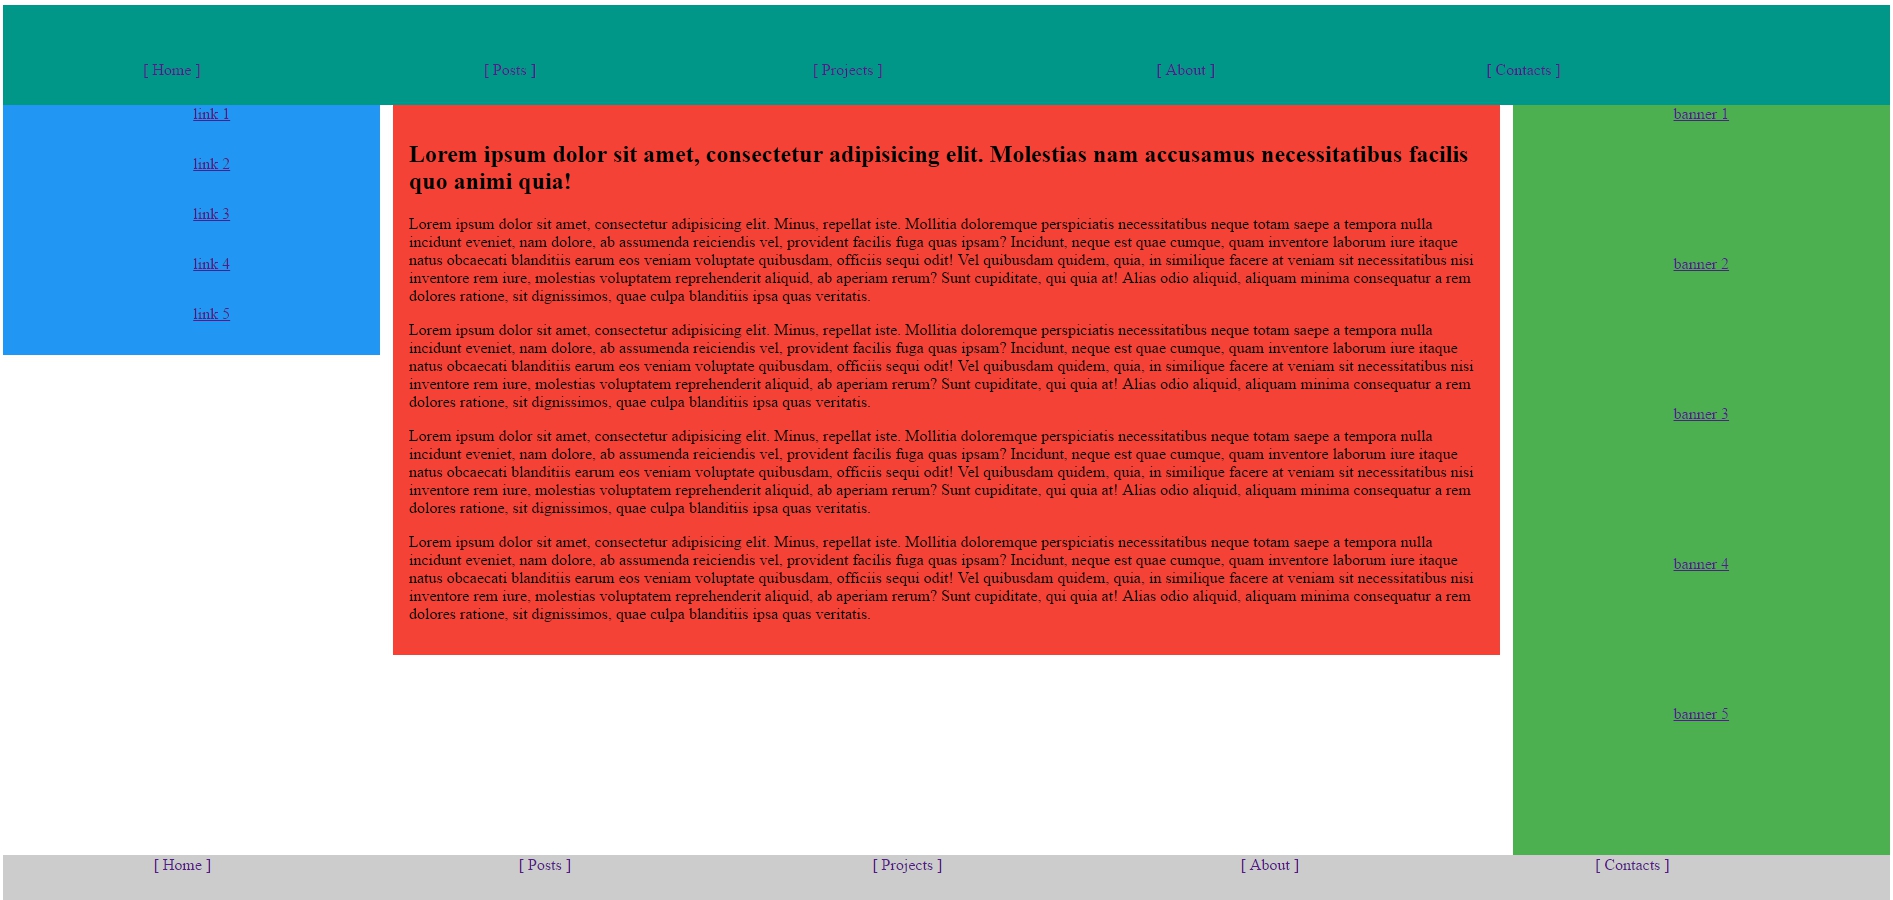 [ Home ]
[ Posts ]
[ Projects ]
[ About ]
[ Contacts ]
link 1
link 2
link 3
link 4
link 5
Lorem ipsum dolor sit amet, consectetur adipisicing elit. Molestias nam accusamus necessitatibus facilis
quo animi quia!
Lorem ipsum dolor sit amet, consectetur adipisicing elit. Minus, repellat iste. Mollitia doloremque perspiciatis necessitatibus neque totam saepe a tempora nulla
incidunt eveniet, nam dolore, ab assumenda reiciendis vel, provident facilis fuga quas ipsam? Incidunt, neque est quae cumque, quam inventore laborum iure itaque
natus obcaecati blanditiis earum eos veniam voluptate quibusdam, officiis sequi odit! Vel quibusdam quidem, quia, in similique facere at veniam sit necessitatibus nisi
inventore rem iure, molestias voluptatem reprehenderit aliquid, ab aperiam rerum? Sunt cupiditate, qui quia at! Alias odio aliquid, aliquam minima consequatur a rem
dolores ratione, sit dignissimos, quae culpa blanditiis ipsa quas veritatis.
Lorem ipsum dolor sit amet, consectetur adipisicing elit. Minus, repellat iste. Mollitia doloremque perspiciatis necessitatibus neque totam saepe a tempora nulla
incidunt eveniet, nam dolore, ab assumenda reiciendis vel, provident facilis fuga quas ipsam? Incidunt, neque est quae cumque, quam inventore laborum iure itaque
natus obcaecati blanditiis earum eos veniam voluptate quibusdam, officiis sequi odit! Vel quibusdam quidem, quia, in similique facere at veniam sit necessitatibus nisi
inventore rem iure, molestias voluptatem reprehenderit aliquid, ab aperiam rerum? Sunt cupiditate, qui quia at! Alias odio aliquid, aliquam minima consequatur a rem
dolores ratione, sit dignissimos, quae culpa blanditiis ipsa quas veritatis.
Lorem ipsum dolor sit amet, consectetur adipisicing elit. Minus, repellat iste. Mollitia doloremque perspiciatis necessitatibus neque totam saepe a tempora nulla
incidunt eveniet, nam dolore, ab assumenda reiciendis vel, provident facilis fuga quas ipsam? Incidunt, neque est quae cumque, quam inventore laborum iure itaque
natus obcaecati blanditiis earum eos veniam voluptate quibusdam, officiis sequi odit! Vel quibusdam quidem, quia, in similique facere at veniam sit necessitatibus nisi
inventore rem iure, molestias voluptatem reprehenderit aliquid, ab aperiam rerum? Sunt cupiditate, qui quia at! Alias odio aliquid, aliquam minima consequatur a rem
dolores ratione, sit dignissimos, quae culpa blanditiis ipsa quas veritatis.
Lorem ipsum dolor sit amet, consectetur adipisicing elit. Minus, repellat iste. Mollitia doloremque perspiciatis necessitatibus neque totam saepe a tempora nulla
incidunt eveniet, nam dolore, ab assumenda reiciendis vel, provident facilis fuga quas ipsam? Incidunt, neque est quae cumque, quam inventore laborum iure itaque
natus obcaecati blanditiis earum eos veniam voluptate quibusdam, officiis sequi odit! Vel quibusdam quidem, quia, in similique facere at veniam sit necessitatibus nisi
inventore rem iure, molestias voluptatem reprehenderit aliquid, ab aperiam rerum? Sunt cupiditate, qui quia at! Alias odio aliquid, aliquam minima consequatur a rem
dolores ratione, sit dignissimos, quae culpa blanditiis ipsa quas veritatis.
banner 1
banner 2
banner 3
banner 4
banner 5
[ Home ]
[ Posts ]
[ Projects ]
[ About ]
[ Contacts ]